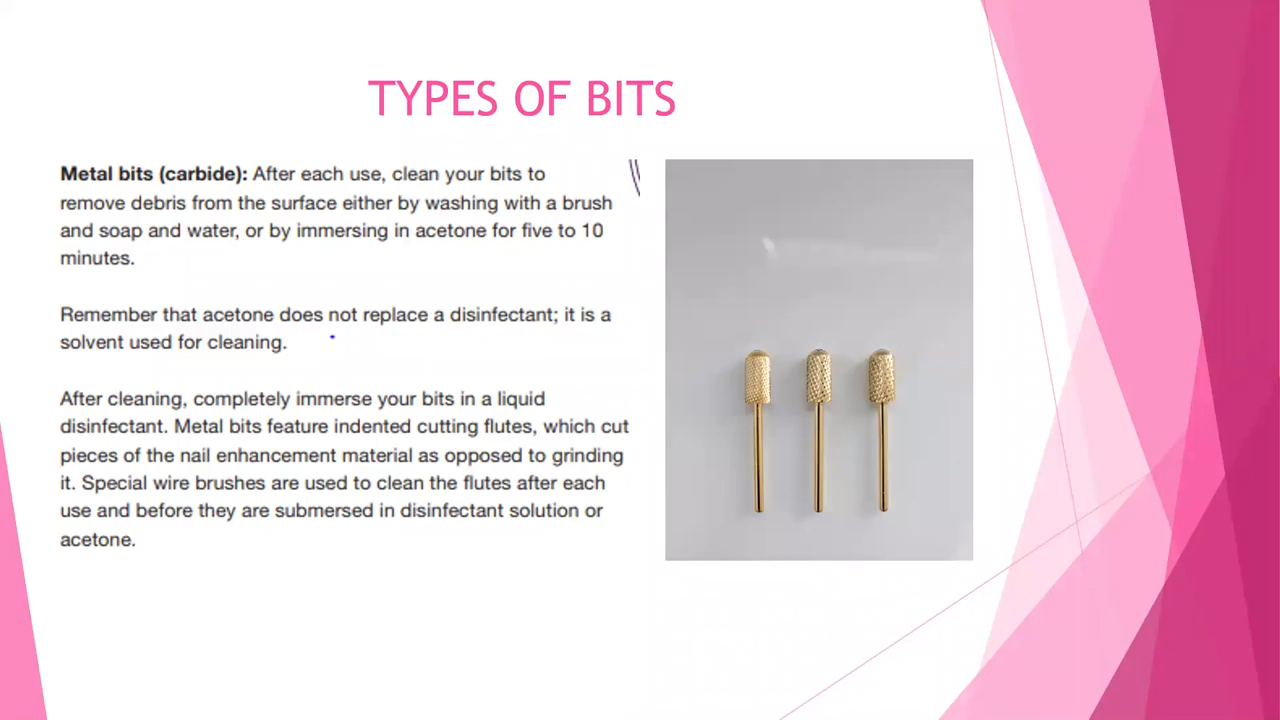 TYPES OF BITS
Metal bits (carbide): After each use, clean your bits to
remove debris from the surface either by washing with a brush
and soap and water, or by immersing in acetone for five to 10
minutes.
Remember that acetone does not replace a disinfectant; it is a
solvent used for cleaning.
After cleaning, completely immerse your bits in a liquid
disinfectant. Metal bits feature indented cutting flutes, which cut
pieces of the nail enhancement material as opposed to grinding
it. Special wire brushes are used to clean the flutes after each
use and before they are submersed in disinfectant solution or
acetone.